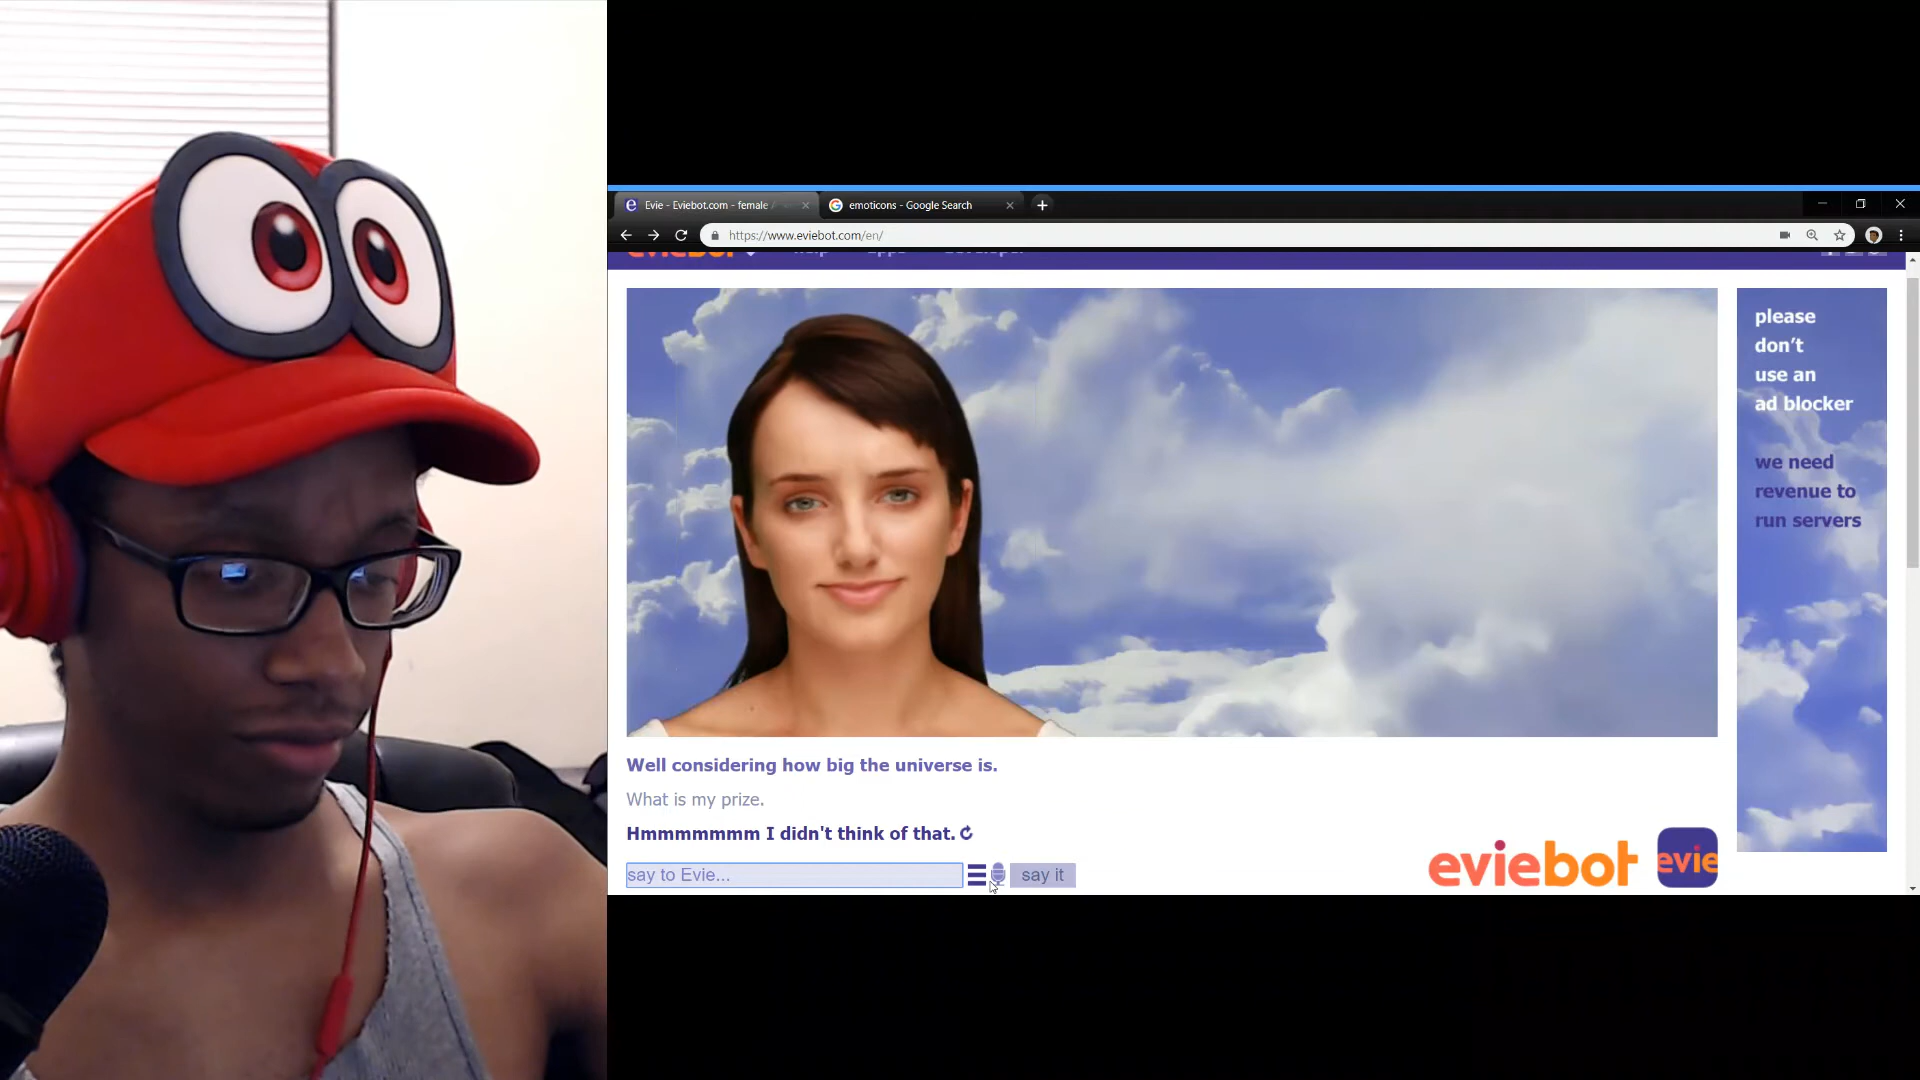 Evie - Eviebot.com - female
emoticons - Google Search
https://www.eviebot.com/en/
please
don't
use an
ad blocker
we need
revenue to
run servers
Well considering how big the universe is.
What is my prize.
Hmmmmmmm I didn't think of that.
say to Evie...
say it
eviebot
evie